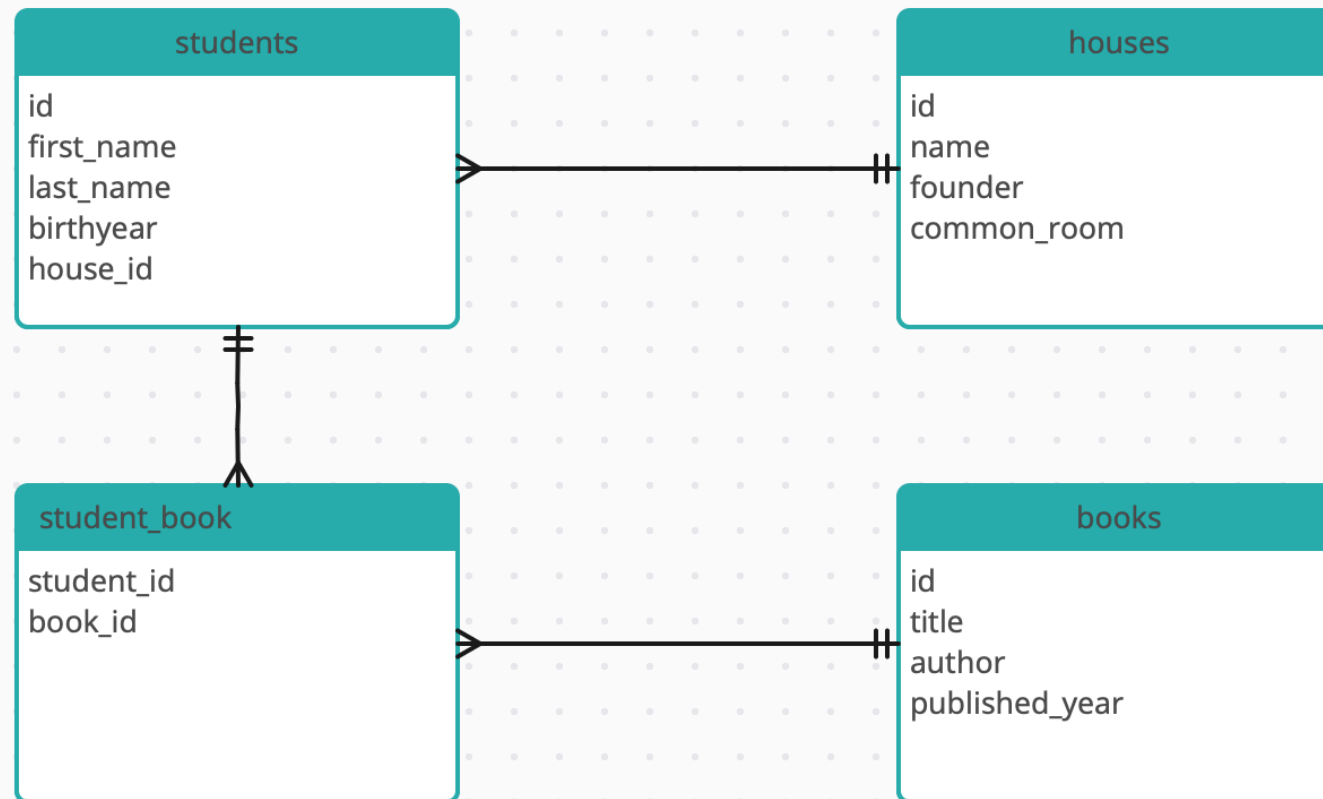 students
id
first_name
last_name
birthyear
house_id
houses
id
name
founder
common_room
student_book
student_id
book_id
books
id
title
author
published_year